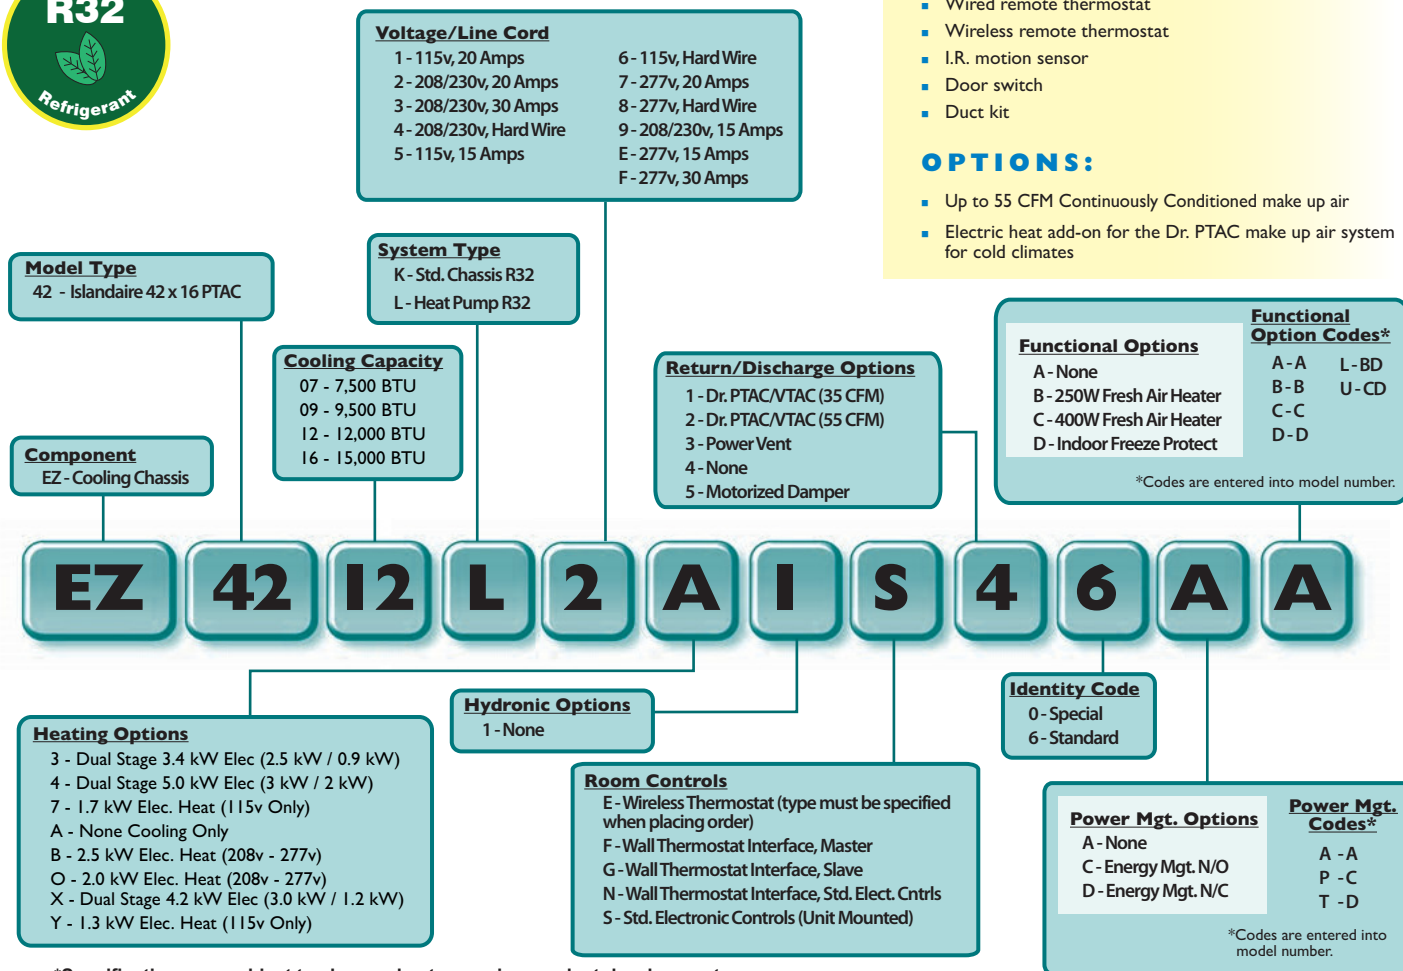 R32
Refrigerant
Voltage/Line Cord
1 - 115v, 20 Amps
2 - 208/230v, 20 Amps
3 - 208/230v, 30 Amps
4 - 208/230v, Hard Wire
5 - 115v, 15 Amps
6 - 115v, Hard Wire
7 - 277v, 20 Amps
8 - 277v, Hard Wire
9 - 208/230v, 15 Amps
E - 277v, 15 Amps
F - 277v, 30 Amps
▪ Wired remote thermostat
▪ Wireless remote thermostat
▪ I.R. motion sensor
▪ Door switch
▪ Duct kit
OPTIONS:
▪ Up to 55 CFM Continuously Conditioned make up air
▪ Electric heat add-on for the Dr. PTAC make up air system
for cold climates
Model Type
42 - Islandaire 42 x 16 PTAC
System Type
K - Std. Chassis R32
L - Heat Pump R32
Cooling Capacity
07 - 7,500 BTU
09 - 9,500 BTU
12 - 12,000 BTU
16 - 15,000 BTU
Component
EZ - Cooling Chassis
Return/Discharge Options
1 - Dr. PTAC/VTAC (35 CFM)
2 - Dr. PTAC/VTAC (55 CFM)
3 - Power Vent
4 - None
5 - Motorized Damper
Functional Options
A - None
B - 250W Fresh Air Heater
C - 400W Fresh Air Heater
D - Indoor Freeze Protect
Functional
Option Codes*
A - A
B - B
C - C
D - D
L - BD
U - CD
*Codes are entered into model number.
EZ 42 12 L 2 A 1 S 4 6 A A
Heating Options
3 - Dual Stage 3.4 kW Elec (2.5 kW / 0.9 kW)
4 - Dual Stage 5.0 kW Elec (3 kW / 2 kW)
7 - 1.7 kW Elec. Heat (115v Only)
A - None Cooling Only
B - 2.5 kW Elec. Heat (208v - 277v)
O - 2.0 kW Elec. Heat (208v - 277v)
X - Dual Stage 4.2 kW Elec (3.0 kW / 1.2 kW)
Y - 1.3 kW Elec. Heat (115v Only)
Hydronic Options
1 - None
Room Controls
E - Wireless Thermostat (type must be specified
when placing order)
F - Wall Thermostat Interface, Master
G - Wall Thermostat Interface, Slave
N - Wall Thermostat Interface, Std. Elect. Cntrls
S - Std. Electronic Controls (Unit Mounted)
Identity Code
0 - Special
6 - Standard
Power Mgt. Options
A - None
C - Energy Mgt. N/O
D - Energy Mgt. N/C
Power Mgt.
Codes*
A - A
P - C
T - D
*Codes are entered into
model number.